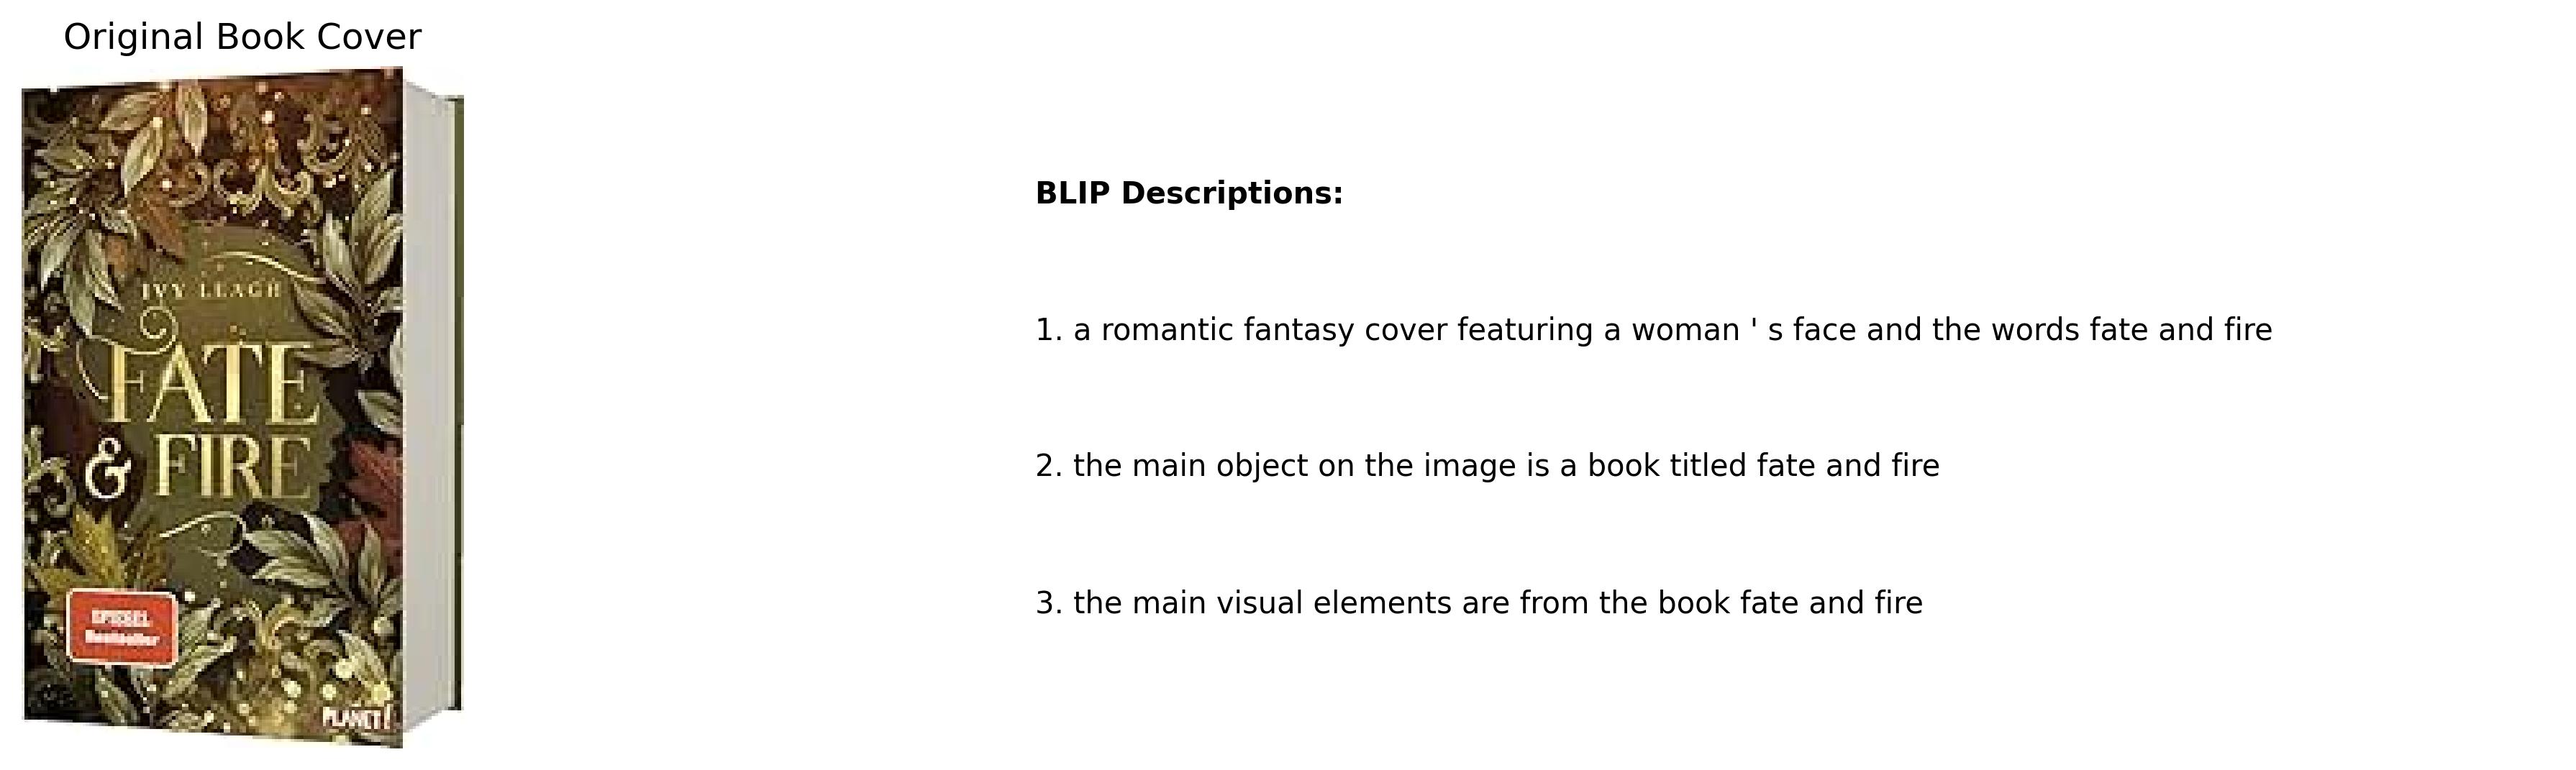 Original Book Cover
IVY LEAGH
FATE
& FIRE
SPIEGEL
Bestseller
PLANET!
BLIP Descriptions:
1. a romantic fantasy cover featuring a woman ' s face and the words fate and fire
2. the main object on the image is a book titled fate and fire
3. the main visual elements are from the book fate and fire